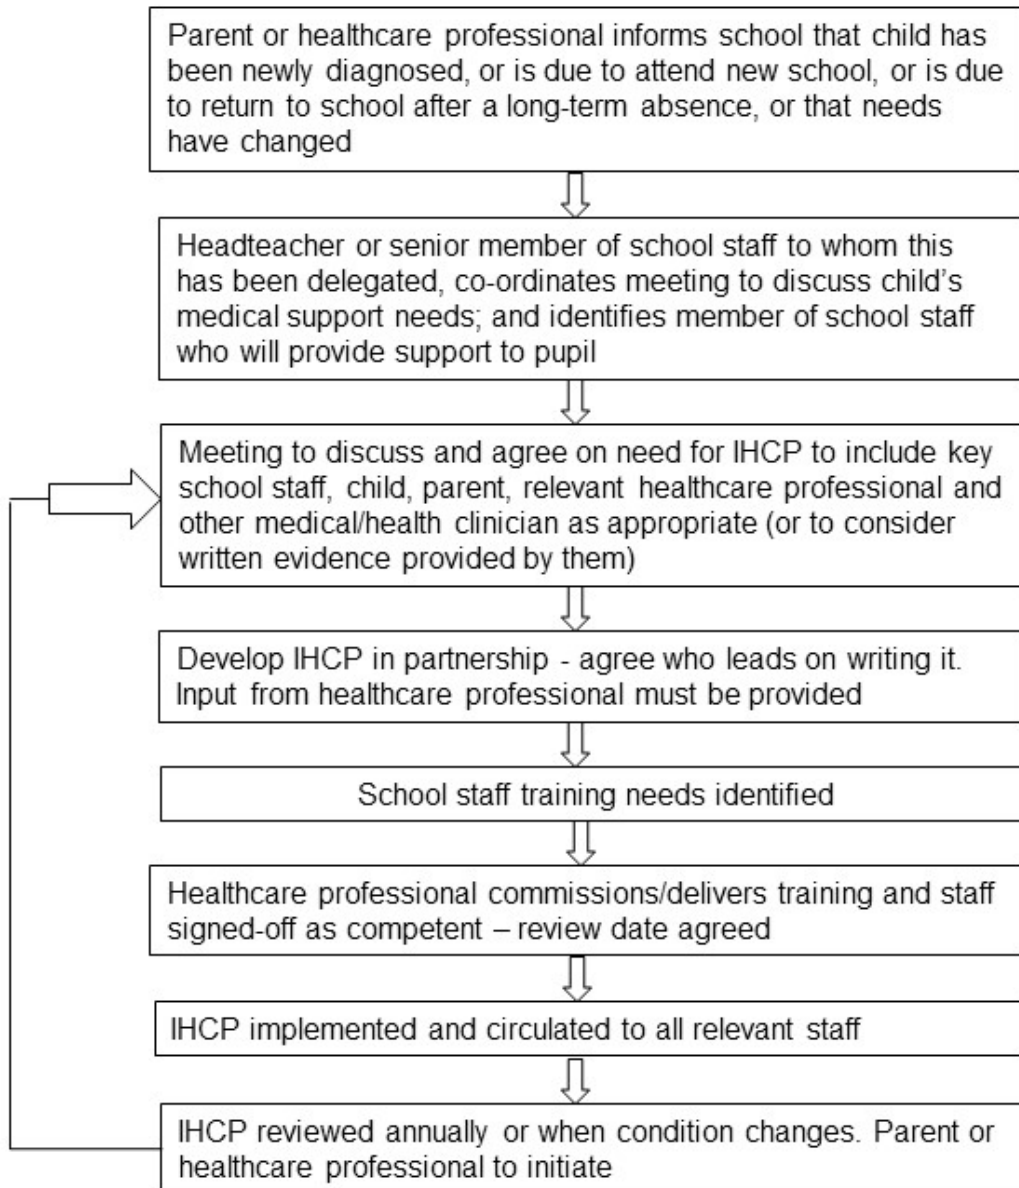 Parent or healthcare professional informs school that child has
been newly diagnosed, or is due to attend new school, or is due
to return to school after a long-term absence, or that needs
have changed
Headteacher or senior member of school staff to whom this
has been delegated, co-ordinates meeting to discuss child's
medical support needs; and identifies member of school staff
who will provide support to pupil
Meeting to discuss and agree on need for IHCP to include key
school staff, child, parent, relevant healthcare professional and
other medical/health clinician as appropriate (or to consider
written evidence provided by them)
Develop IHCP in partnership - agree who leads on writing it.
Input from healthcare professional must be provided
School staff training needs identified
Healthcare professional commissions/delivers training and staff
signed-off as competent – review date agreed
IHCP implemented and circulated to all relevant staff
IHCP reviewed annually or when condition changes. Parent or
healthcare professional to initiate